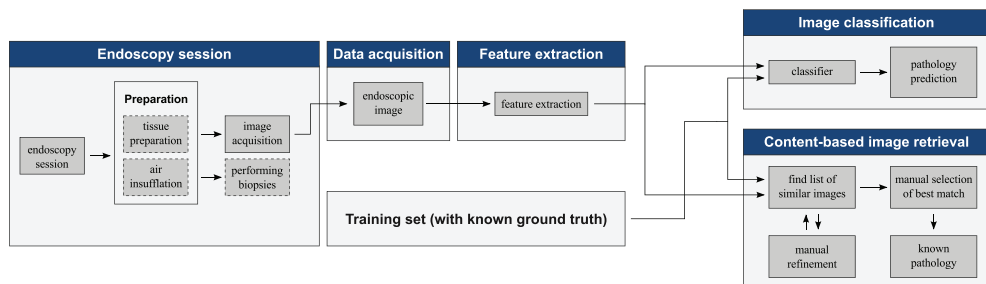 Endoscopy session
endoscopy
session
Preparation
tissue
preparation
air
insufflation
image
acquisition
performing
biopsies
Data acquisition
endoscopic
image
Feature extraction
feature extraction
Training set (with known ground truth)
Image classification
classifier
pathology
prediction
Content-based image retrieval
find list of
similar images
manual selection
of best match
manual
refinement
known
pathology